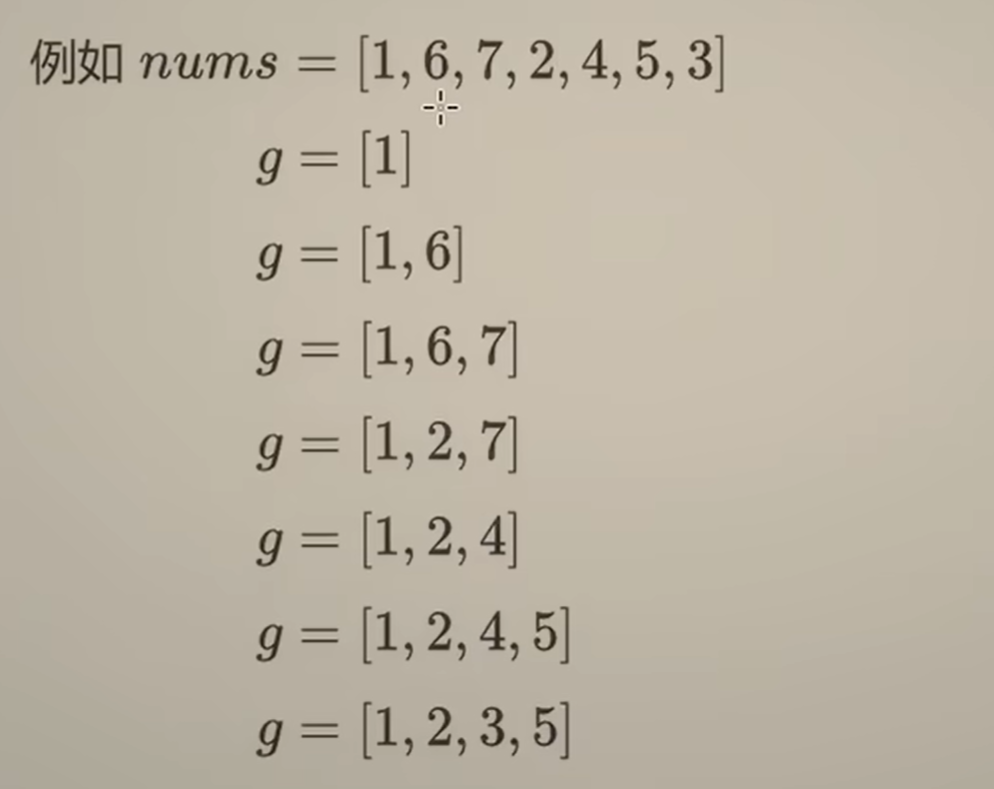 例如 nums = [1, 6, 7, 2, 4, 5, 3]
g = [1]
g = [1, 6]
g = [1, 6, 7]
g = [1, 2, 7]
g = [1, 2, 4]
g = [1, 2, 4, 5]
g = [1, 2, 3, 5]